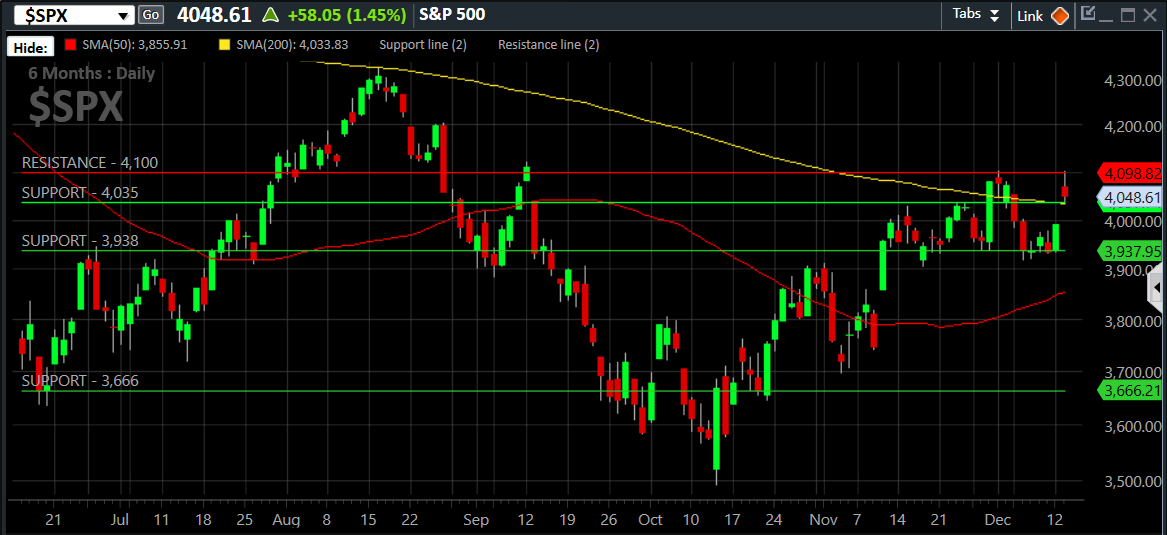 $SPX Go 4048.61 +58.05 (1.45%) S&P 500 Tabs Link
Hide: SMA(50): 3,855.91 SMA(200): 4,033.83 Support line (2) Resistance line (2)
6 Months : Daily
$SPX
4,300.00
4,200.00
RESISTANCE - 4,100
4,098.82
SUPPORT - 4,035
4,048.61
4,000.00
SUPPORT - 3,938
3,937.95
3,900.00
3,800.00
3,700.00
SUPPORT - 3,666
3,666.21
3,600.00
3,500.00
21 Jul 11 18 25 Aug 8 15 22 Sep 12 19 26 Oct 10 17 24 Nov 7 14 21 Dec 12